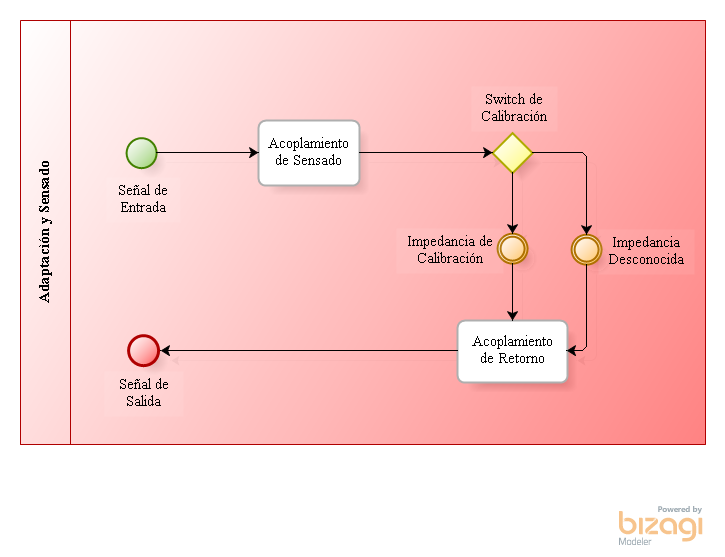 Adaptación y Sensado
Switch de
Calibración
Acoplamiento
de Sensado
Señal de
Entrada
Impedancia de
Calibración
Impedancia
Desconocida
Acoplamiento
de Retorno
Señal de
Salida
Powered by
bizagi
Modeler